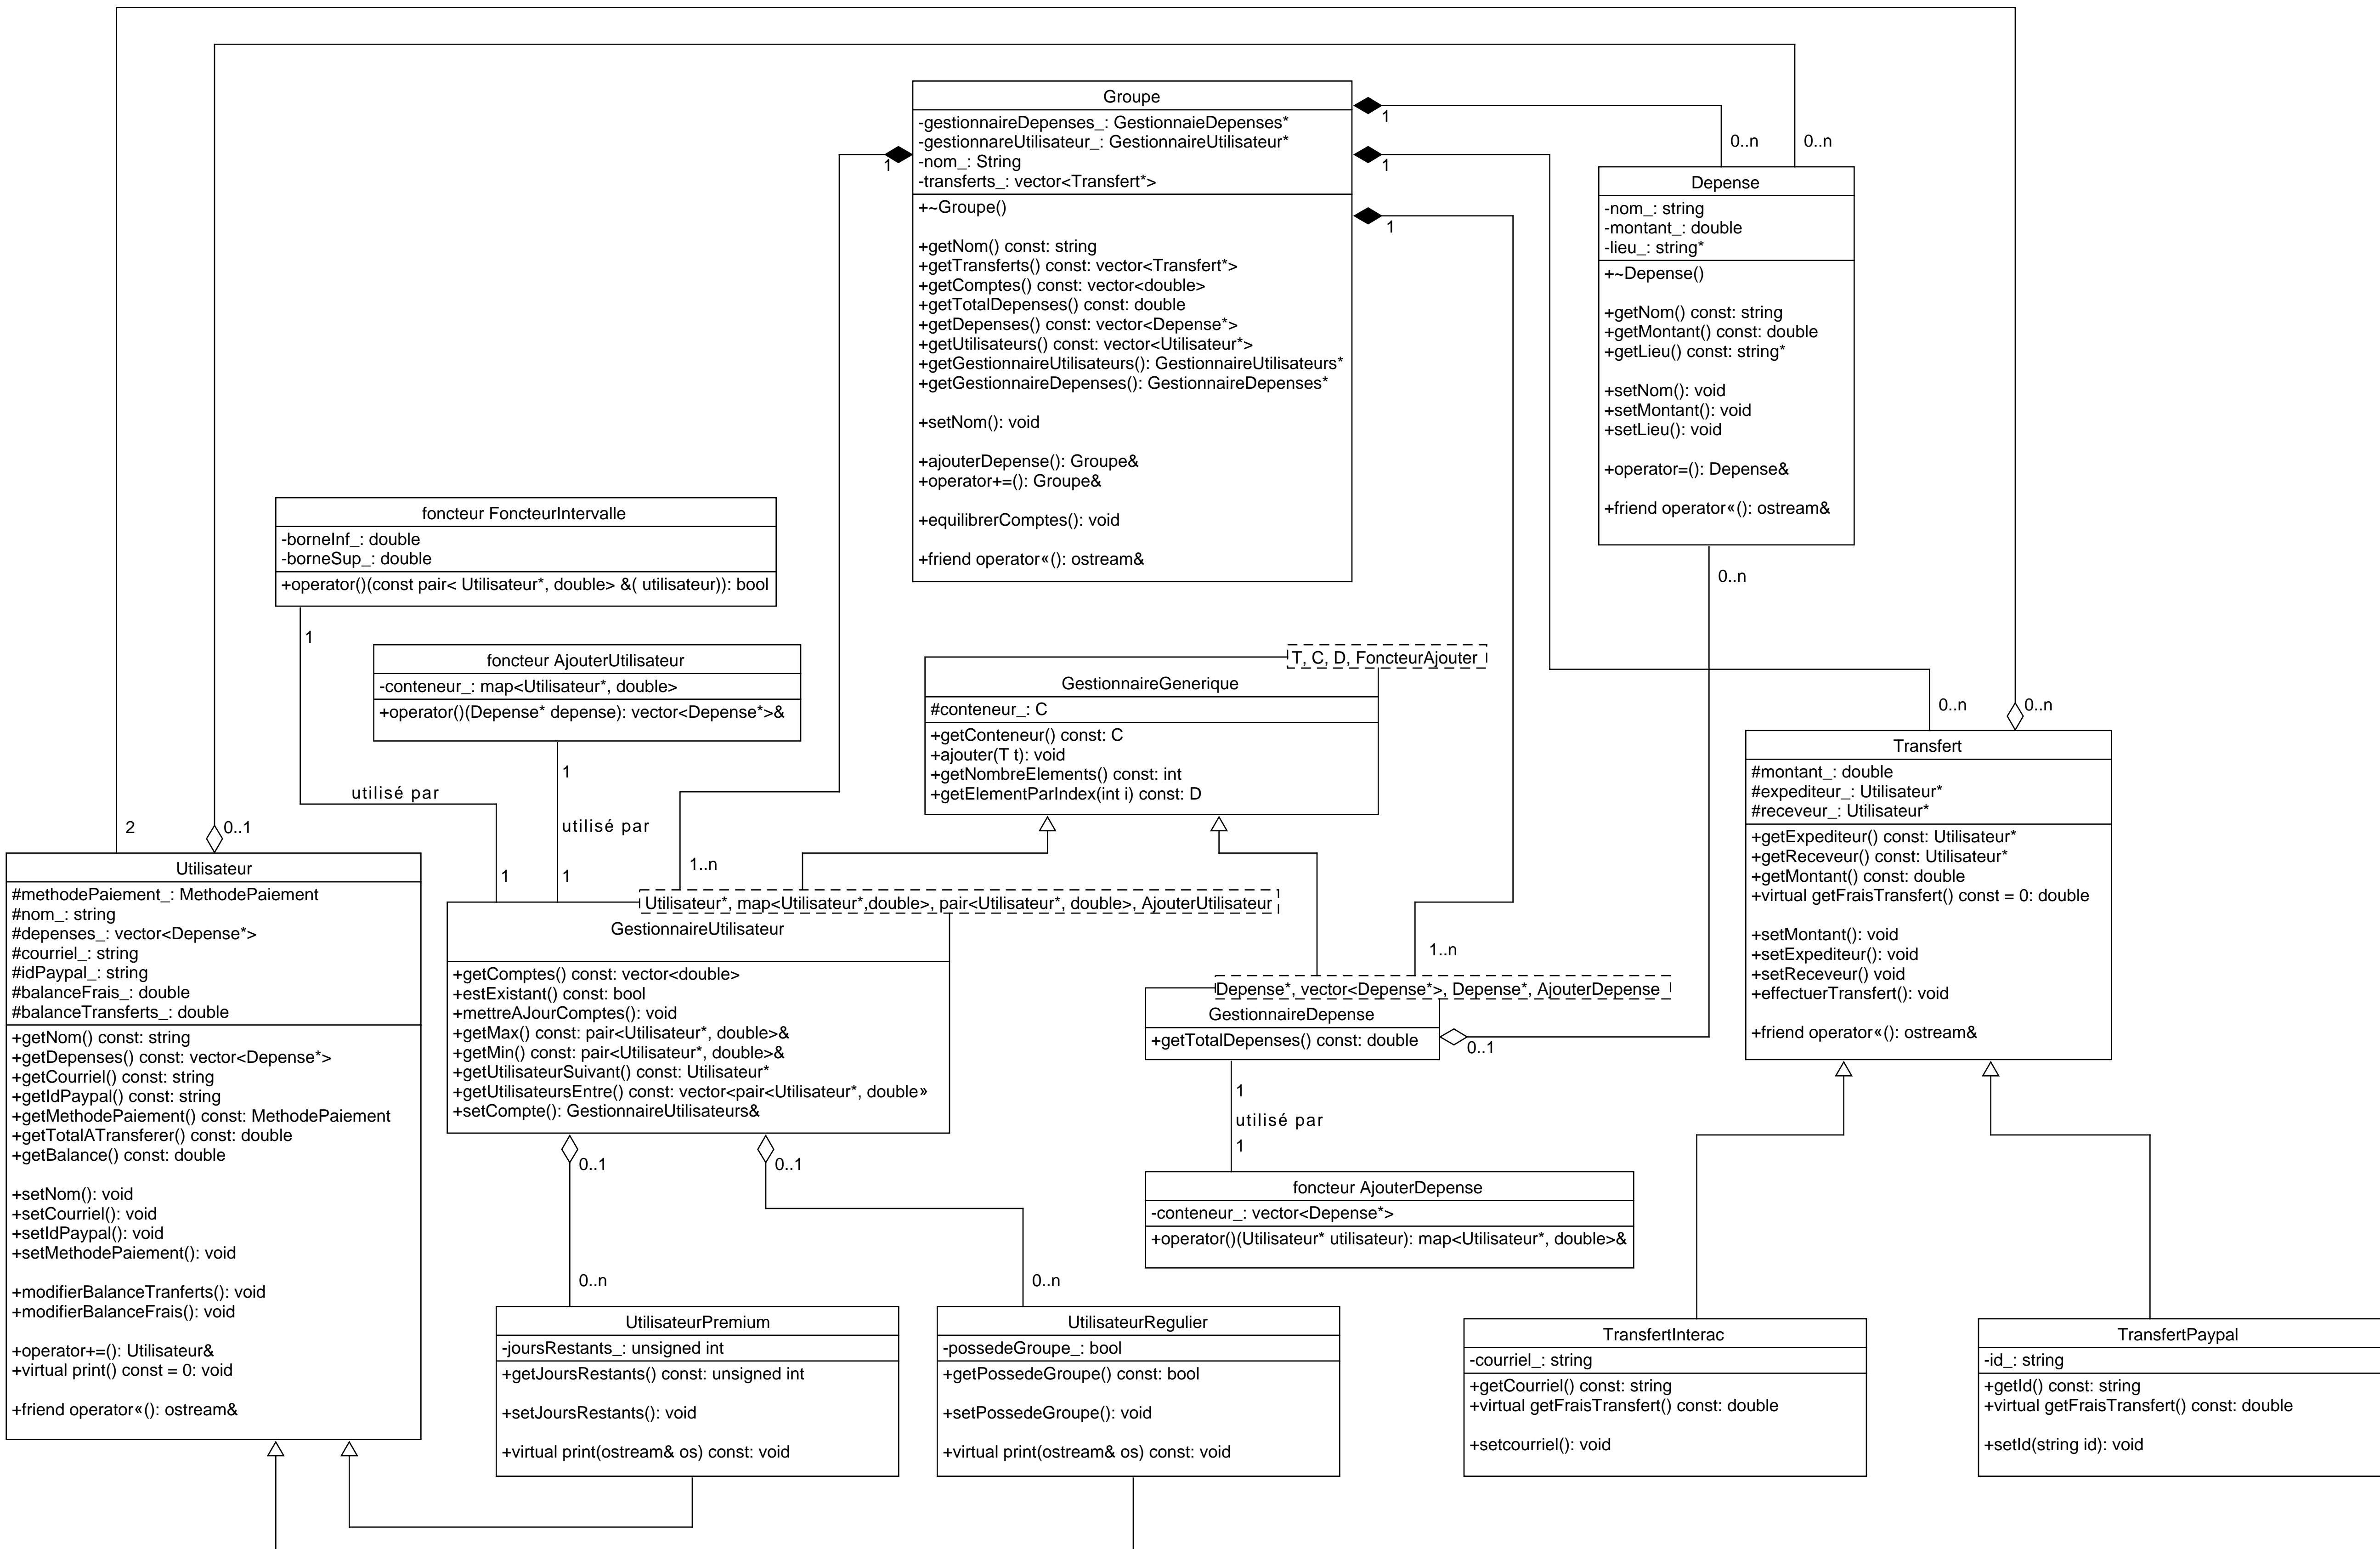 Groupe
-gestionnaireDepenses_: GestionnaieDepenses*
-gestionnareUtilisateur_: GestionnaireUtilisateur*
-nom_: String
-transferts_: vector<Transfert*>
+~Groupe()
+getNom() const: string
+getTransferts() const: vector<Transfert*>
+getComptes() const: vector<double>
+getTotalDepenses() const: double
+getDepenses() const: vector<Depense*>
+getUtilisateurs() const: vector<Utilisateur*>
+getGestionnaireUtilisateurs(): GestionnaireUtilisateurs*
+getGestionnaireDepenses(): GestionnaireDepenses*
+setNom(): void
+ajouterDepense(): Groupe&
+operator+=(): Groupe&
+equilibrerComptes(): void
+friend operator«(): ostream&
1
1
1
1
0..n
0..n
Depense
-nom_: string
-montant_: double
-lieu_: string*
+~Depense()
+getNom() const: string
+getMontant() const: double
+getLieu() const: string*
+setNom(): void
+setMontant(): void
+setLieu(): void
+operator=(): Depense&
+friend operator«(): ostream&
0..n
foncteur FoncteurIntervalle
-borneInf_: double
-borneSup_: double
+operator()(const pair< Utilisateur*, double> &( utilisateur)): bool
1
utilisé par
1
foncteur AjouterUtilisateur
-conteneur_: map<Utilisateur*, double>
+operator()(Depense* depense): vector<Depense*>&
1
utilisé par
1
1..n
T, C, D, FoncteurAjouter
GestionnaireGenerique
#conteneur_: C
+getConteneur() const: C
+ajouter(T t): void
+getNombreElements() const: int
+getElementParIndex(int i) const: D
0..n
0..n
Transfert
#montant_: double
#expediteur_: Utilisateur*
#receveur_: Utilisateur*
+getExpediteur() const: Utilisateur*
+getReceveur() const: Utilisateur*
+getMontant() const: double
+virtual getFraisTransfert() const = 0: double
+setMontant(): void
+setExpediteur(): void
+setReceveur() void
+effectuerTransfert(): void
+friend operator«(): ostream&
2
0..1
Utilisateur
#methodePaiement_: MethodePaiement
#nom_: string
#depenses_: vector<Depense*>
#courriel_: string
#idPaypal_: string
#balanceFrais_: double
#balanceTransferts_: double
+getNom() const: string
+getDepenses() const: vector<Depense*>
+getCourriel() const: string
+getIdPaypal() const: string
+getMethodePaiement() const: MethodePaiement
+getTotalATransferer() const: double
+getBalance() const: double
+setNom(): void
+setCourriel(): void
+setIdPaypal(): void
+setMethodePaiement(): void
+modifierBalanceTranferts(): void
+modifierBalanceFrais(): void
+operator+=(): Utilisateur&
+virtual print() const = 0: void
+friend operator«(): ostream&
Utilisateur*, map<Utilisateur*,double>, pair<Utilisateur*, double>, AjouterUtilisateur
GestionnaireUtilisateur
+getComptes() const: vector<double>
+estExistant() const: bool
+mettreAJourComptes(): void
+getMax() const: pair<Utilisateur*, double>&
+getMin() const: pair<Utilisateur*, double>&
+getUtilisateurSuivant() const: Utilisateur*
+getUtilisateursEntre() const: vector<pair<Utilisateur*, double»
+setCompte(): GestionnaireUtilisateurs&
0..1
0..1
0..n
0..n
1..n
Depense*, vector<Depense*>, Depense*, AjouterDepense
GestionnaireDepense
+getTotalDepenses() const: double
0..1
1
utilisé par
1
foncteur AjouterDepense
-conteneur_: vector<Depense*>
+operator()(Utilisateur* utilisateur): map<Utilisateur*, double>&
UtilisateurPremium
-joursRestants_: unsigned int
+getJoursRestants() const: unsigned int
+setJoursRestants(): void
+virtual print(ostream& os) const: void
UtilisateurRegulier
-possedeGroupe_: bool
+getPossedeGroupe() const: bool
+setPossedeGroupe(): void
+virtual print(ostream& os) const: void
TransfertInterac
-courriel_: string
+getCourriel() const: string
+virtual getFraisTransfert() const: double
+setcourriel(): void
TransfertPaypal
-id_: string
+getId() const: string
+virtual getFraisTransfert() const: double
+setId(string id): void